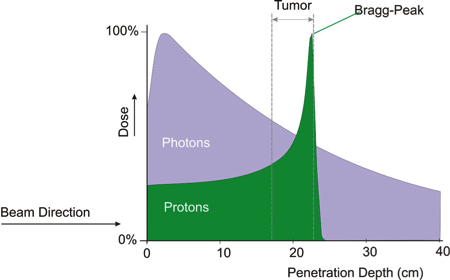 Tumor
Bragg-Peak
100%
Dose
Photons
Protons
Beam Direction
0%
0
10
20
30
40
Penetration Depth (cm)